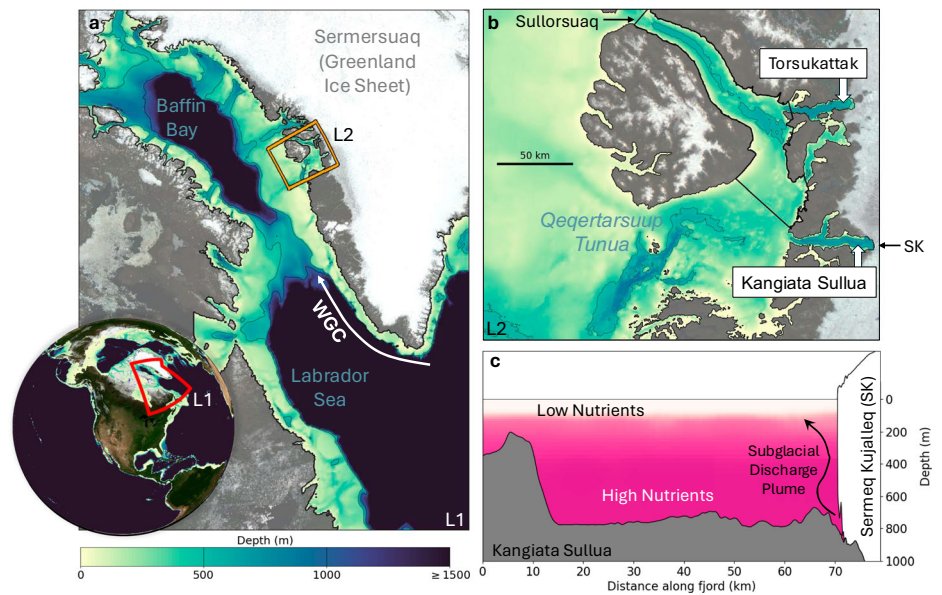 a
Sermersuaq
(Greenland
Ice Sheet)
Baffin
Bay
L2
WGC
Labrador
Sea
L1
L1
Depth (m)
0
500
1000
≥1500
b
Sullorsuaq
Torsukattak
50 km
Qeqertarsuup
Tunua
SK
Kangiata Sullua
L2
c
Low Nutrients
Subglacial
Discharge
Plume
High Nutrients
Kangiata Sullua
Sermeq Kujalleq (SK)
0
200
400
600
800
1000
Depth (m)
0 10 20 30 40 50 60 70
Distance along fjord (km)